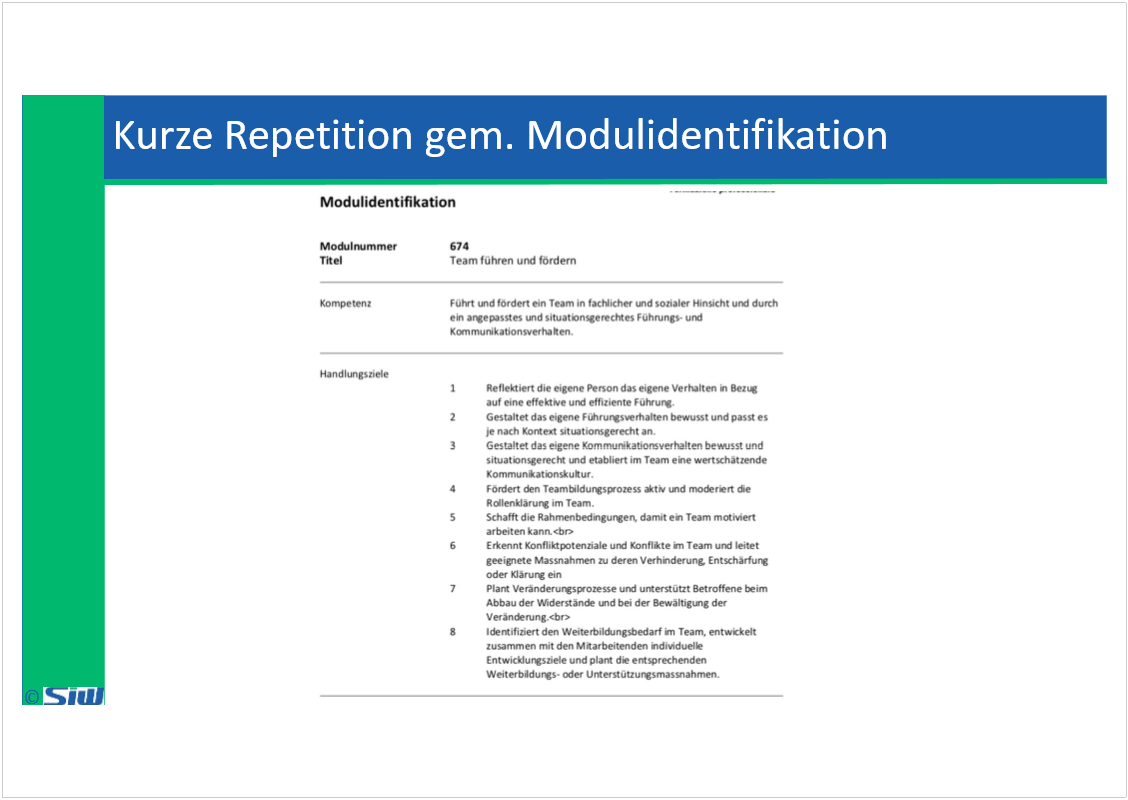 Kurze Repetition gem. Modulidentifikation
Modulidentifikation
Modulnummer 674
Titel Team führen und fördern
Kompetenz Führt und fördert ein Team in fachlicher und sozialer Hinsicht und durch
ein angepasstes und situationsgerechtes Führungs- und
Kommunikationsverhalten.
Handlungsziele
1 Reflektiert die eigene Person das eigene Verhalten in Bezug
auf eine effektive und effiziente Führung.
2 Gestaltet das eigene Führungsverhalten bewusst und passt es
je nach Kontext situationsgerecht an.
3 Gestaltet das eigene Kommunikationsverhalten bewusst und
situationsgerecht und etabliert im Team eine wertschätzende
Kommunikationskultur.
4 Fördert den Teambildungsprozess aktiv und moderiert die
Rollenklärung im Team.
5 Schafft die Rahmenbedingungen, damit ein Team motiviert
arbeiten kann.<br>
6 Erkennt Konfliktpotenziale und Konflikte im Team und leitet
geeignete Massnahmen zu deren Verhinderung, Entschärfung
oder Klärung ein
7 Plant Veränderungsprozesse und unterstützt Betroffene beim
Abbau der Widerstände und bei der Bewältigung der
Veränderung.<br>
8 Identifiziert den Weiterbildungsbedarf im Team, entwickelt
zusammen mit den Mitarbeitenden individuelle
Entwicklungsziele und plant die entsprechenden
Weiterbildungs- oder Unterstützungsmassnahmen.
© SIW